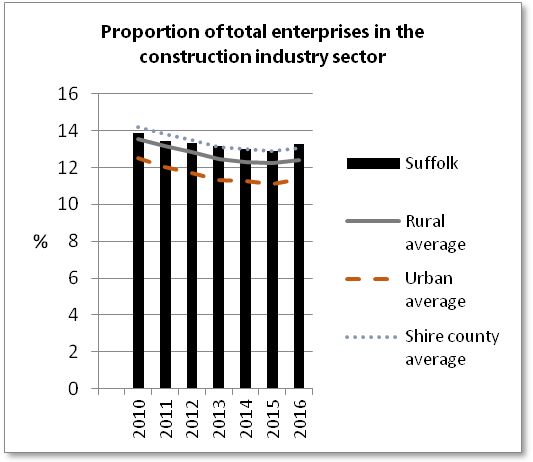 Proportion of total enterprises in the
construction industry sector
16
14
12
10
8
6
4
2
0
%
2010
2011
2012
2013
2014
2015
2016
Suffolk
Rural
average
Urban
average
Shire county
average